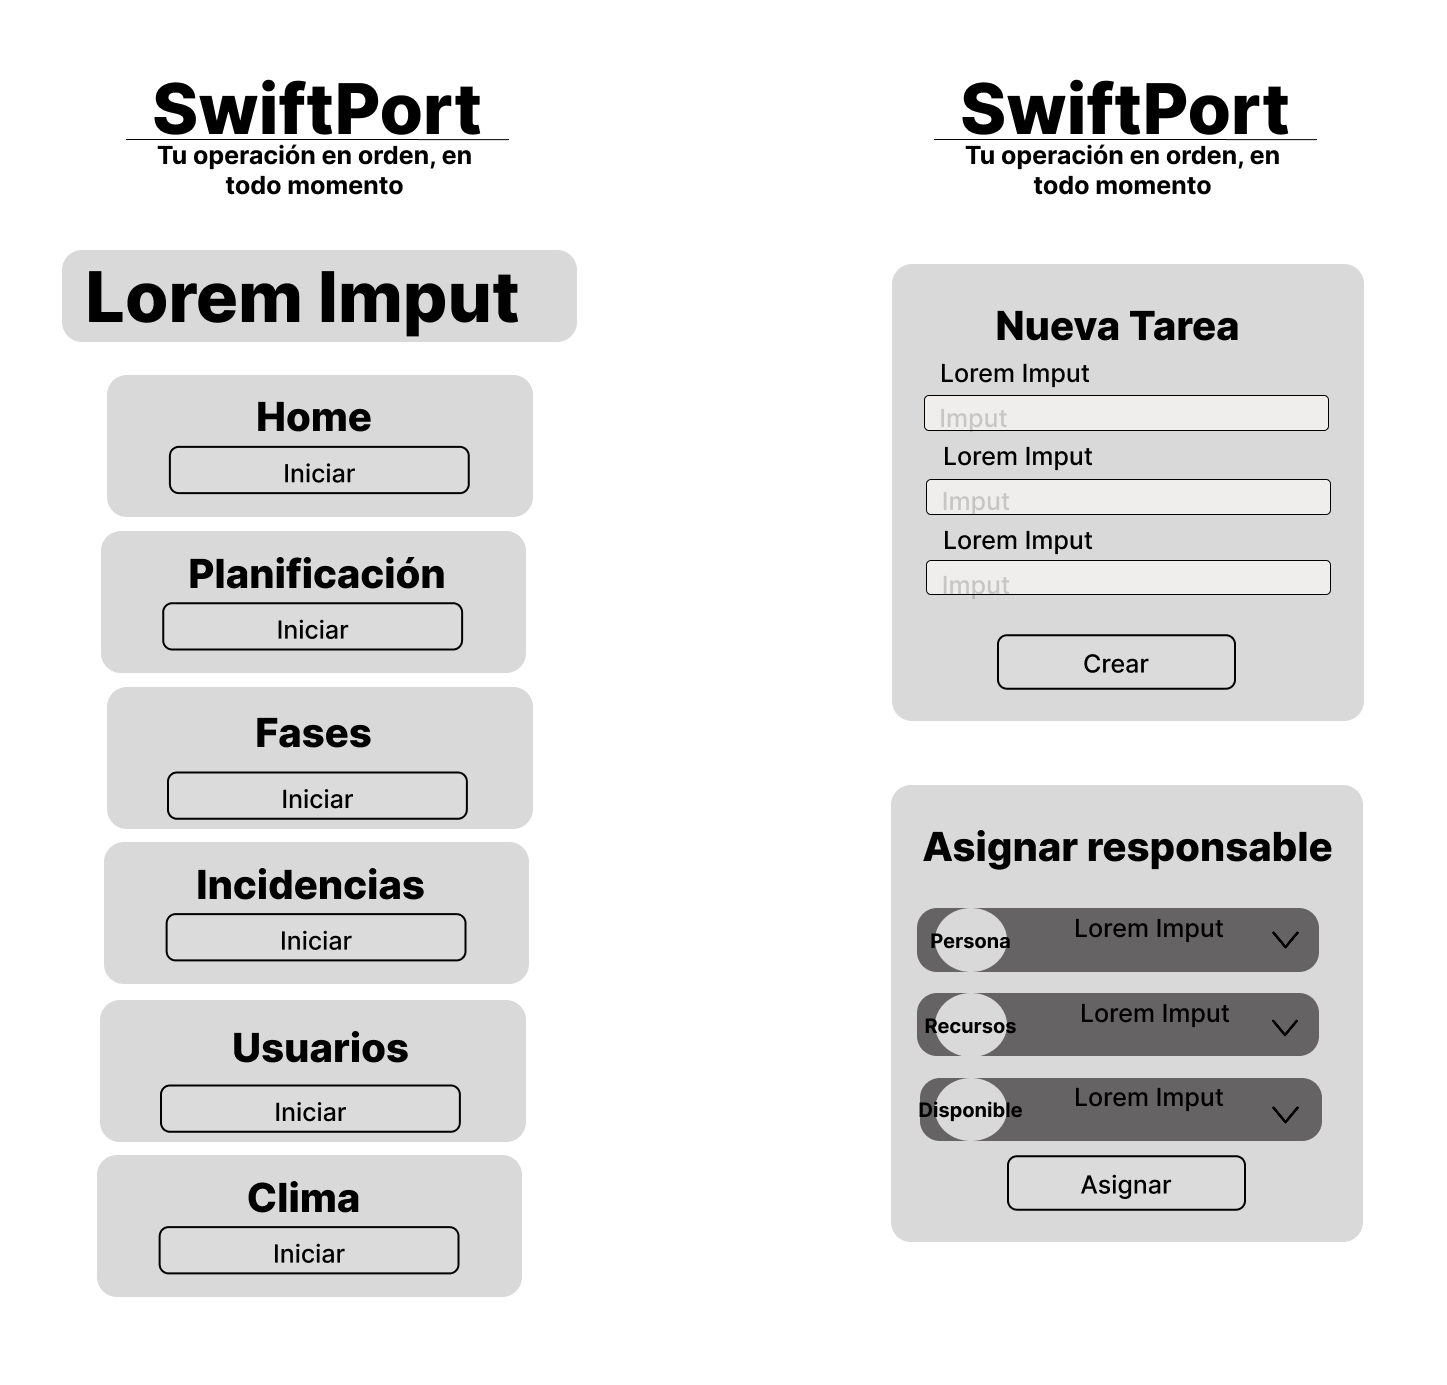 SwiftPort
Tu operación en orden, en
todo momento
Lorem Imput
Home
Iniciar
Planificación
Iniciar
Fases
Iniciar
Incidencias
Iniciar
Usuarios
Iniciar
Clima
Iniciar
SwiftPort
Tu operación en orden, en
todo momento
Nueva Tarea
Lorem Imput
Imput
Lorem Imput
Imput
Lorem Imput
Imput
Crear
Asignar responsable
Persona
Lorem Imput
Recursos
Lorem Imput
Disponible
Lorem Imput
Asignar